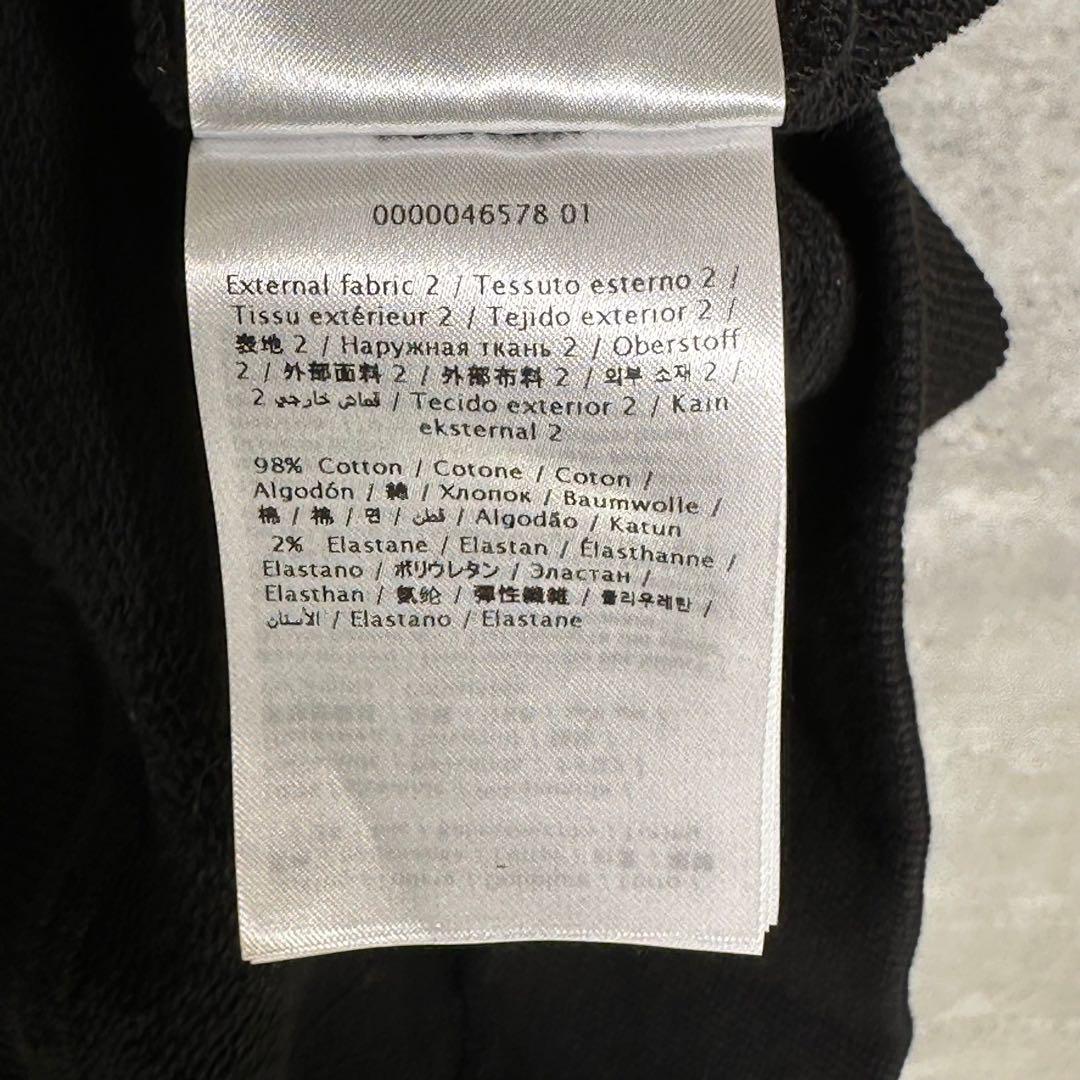 0000046578 01
External fabric 2 / Tessuto esterno 2 /
Tissu extérieur 2 / Tejido exterior 2 /
表地 2 / Наружная ткань 2 / Oberstoff
2 / 外部面料 2 / 外部布料 2 / 외부 소재 2 /
قماش خارجي 2 / Tecido exterior 2 / Kain
eksternal 2
98% Cotton / Cotone / Coton /
Algodón / 綿 / Хлопок / Baumwolle /
棉 / 棉 / 면 / قطن / Algodão / Katun
2% Elastane / Elastan / Élasthanne /
Elastano / ポリウレタン / Эластан /
Elasthan / 氨纶 / 彈性纖維 / 폴리우레탄 /
الأستان / Elastano / Elastane